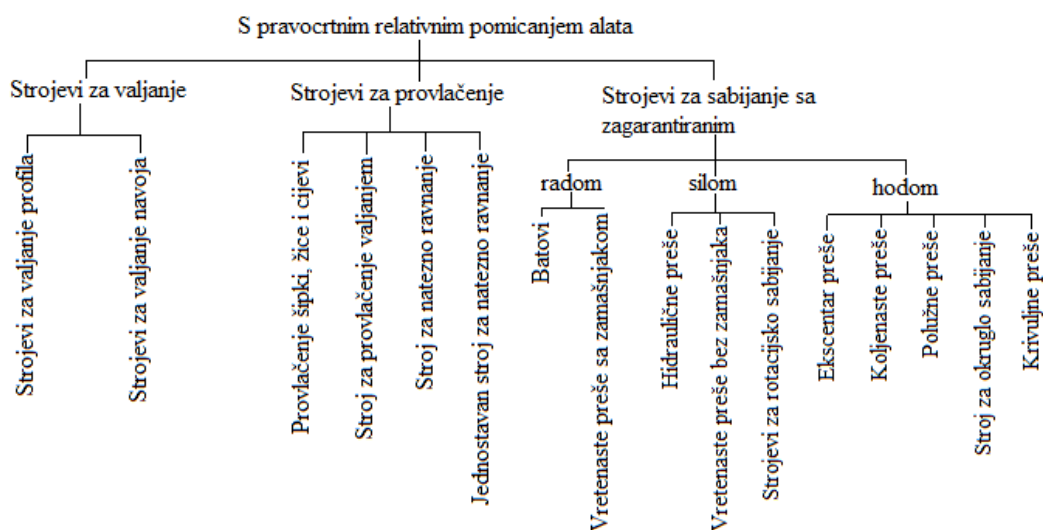 S pravocrtnim relativnim pomicanjem alata
Strojevi za valjanje
Strojevi za provlačenje
Strojevi za sabijanje sa
zagarantiranim
radom
silom
hodom
Strojevi za valjanje profila
Strojevi za valjanje navoja
Provlačenje šipki, žice i cijevi
Stroj za provlačenje valjanjem
Stroj za natezno ravnanje
Jednostavan stroj za natezno ravnanje
Batovi
Vretenaste preše sa zamašnjakom
Hidraulične preše
Vretenaste preše bez zamašnjaka
Strojevi za rotacijsko sabijanje
Ekscentar preše
Koljenaste preše
Polužne preše
Stroj za okruglo sabijanje
Krivuljne preše